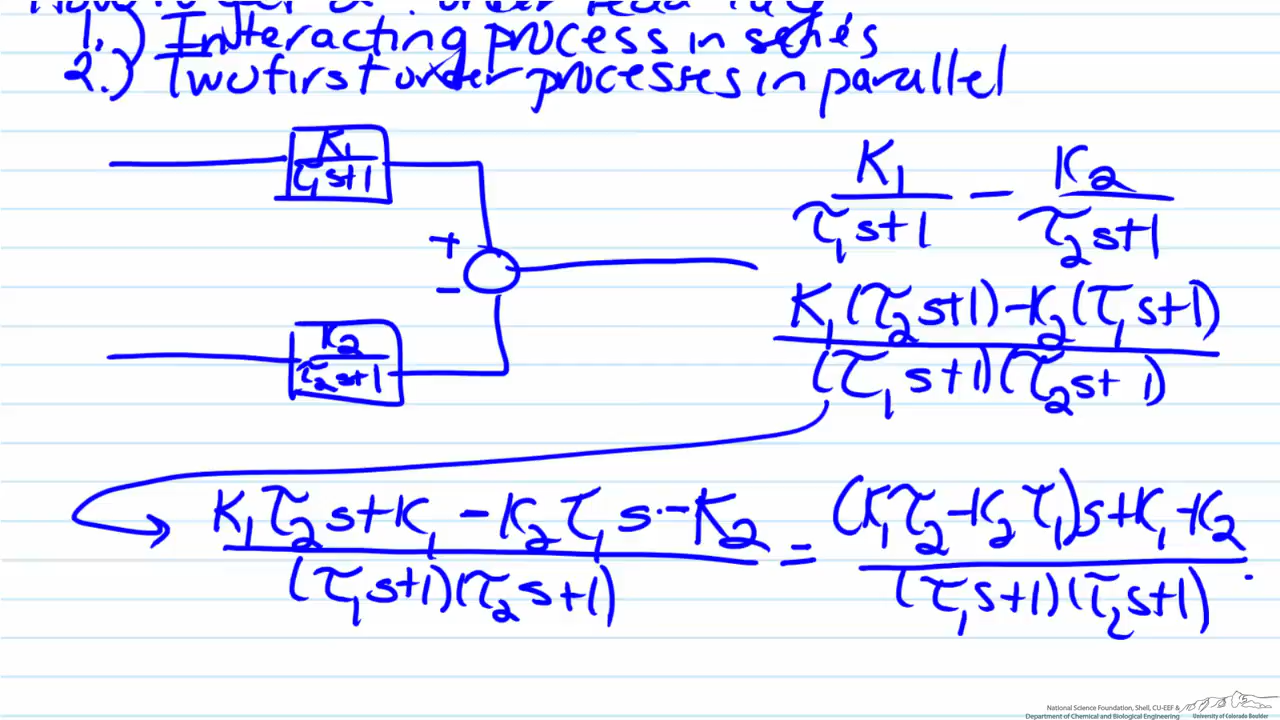 1.) Interacting process in series
2.) Two first order processes in parallel
K₁
τ₁s+1
+
−
K₂
τ₂s+1
K₁ / (τ₁s+1) − K₂ / (τ₂s+1)
K₁(τ₂s+1)−K₂(τ₁s+1)
(τ₁s+1)(τ₂s+1)
K₁τ₂s+K₁−K₂τ₁s−K₂ = (K₁τ₂−K₂τ₁)s+K₁−K₂
(τ₁s+1)(τ₂s+1) (τ₁s+1)(τ₂s+1)
National Science Foundation, Shell, CU-EEF &
Department of Chemical and Biological Engineering University of Colorado Boulder